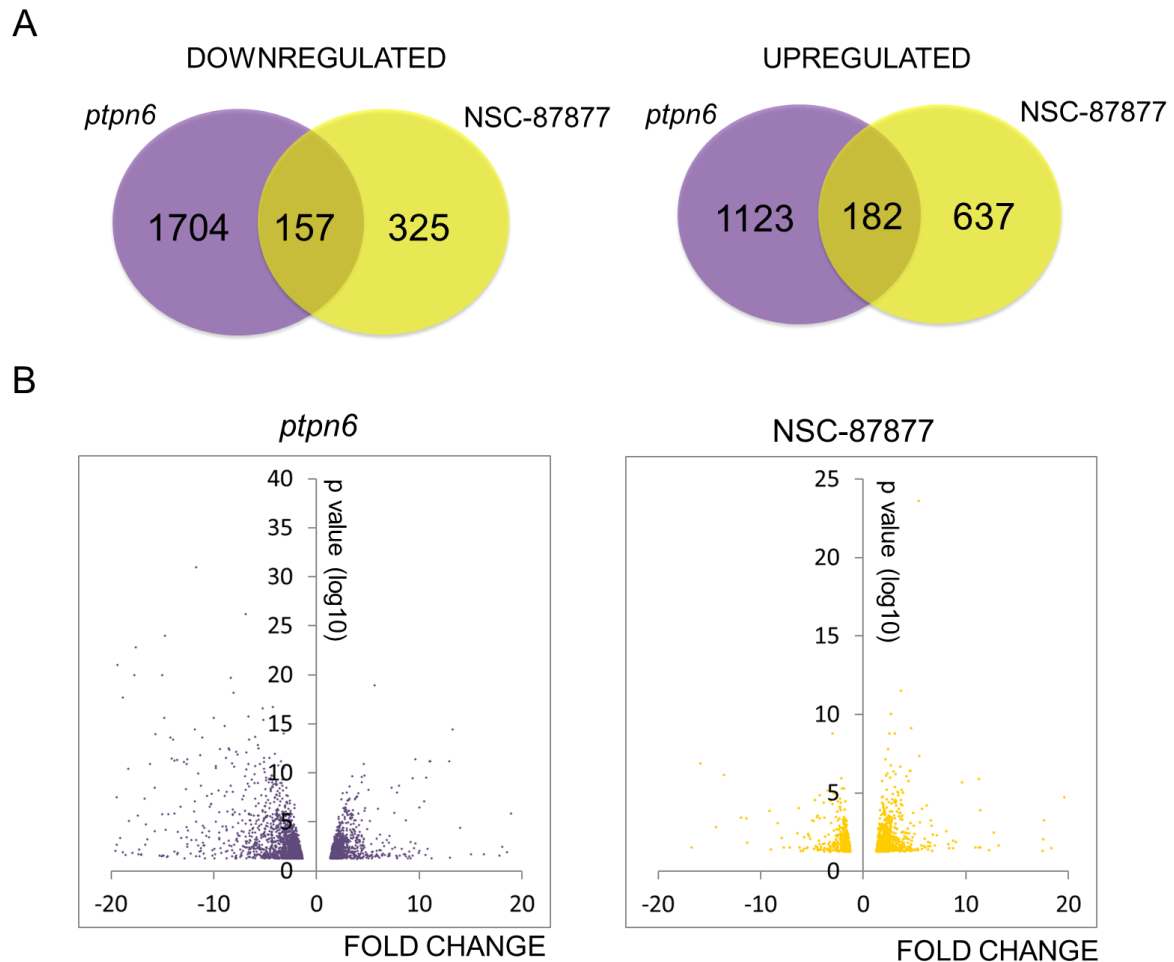 A
DOWNREGULATED
UPREGULATED
ptpn6
NSC-87877
ptpn6
NSC-87877
1704
157
325
1123
182
637
B
ptpn6
NSC-87877
40
35
30
25
20
15
10
5
0
p value (log10)
-20
-10
0
10
20
FOLD CHANGE
25
20
15
10
5
0
p value (log10)
-20
-10
0
10
20
FOLD CHANGE